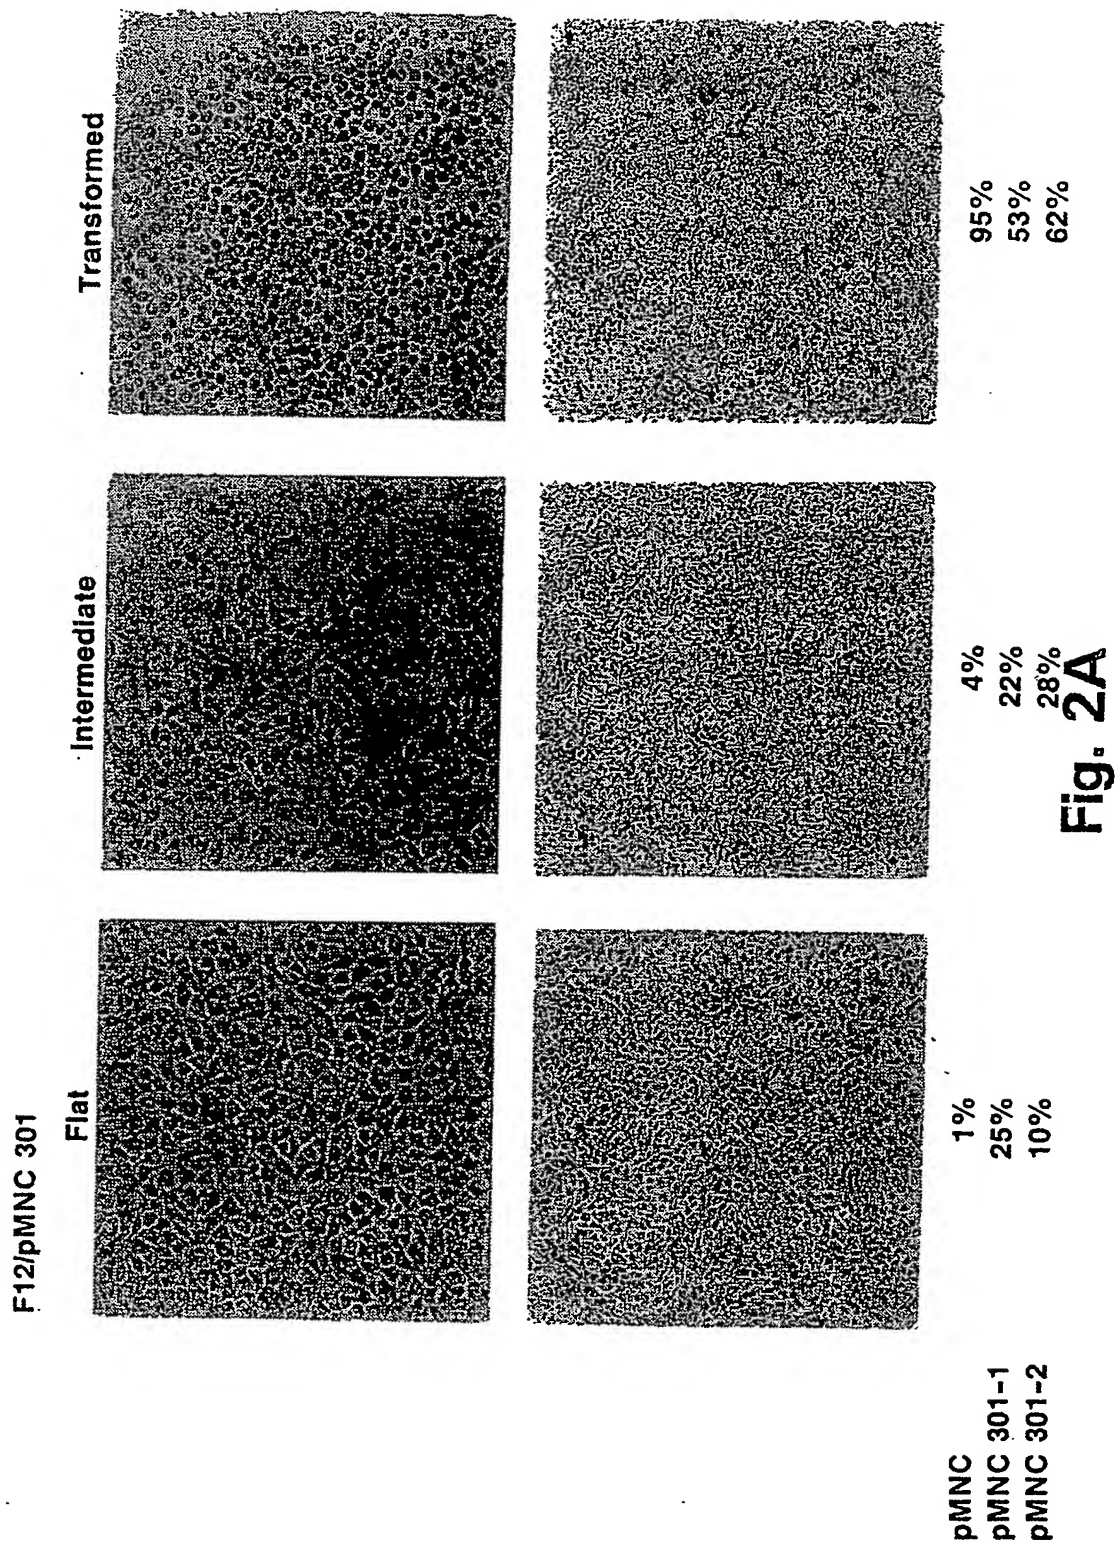 F12/pMNC 301
Flat Intermediate Transformed
pMNC 1% 4% 95%
pMNC 301-1 25% 22% 53%
pMNC 301-2 10% 28% 62%
Fig. 2A